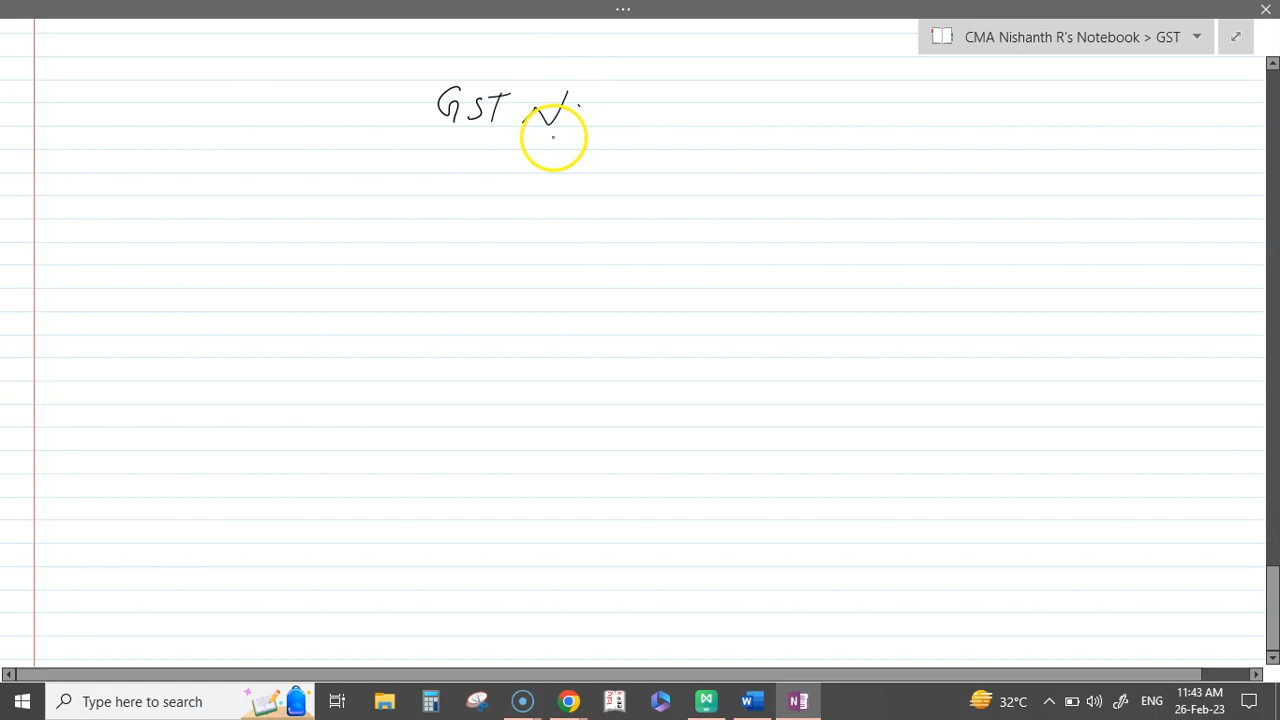 ...
CMA Nishanth R's Notebook > GST
GST
Type here to search
32°C
ENG
11:43 AM
26-Feb-23